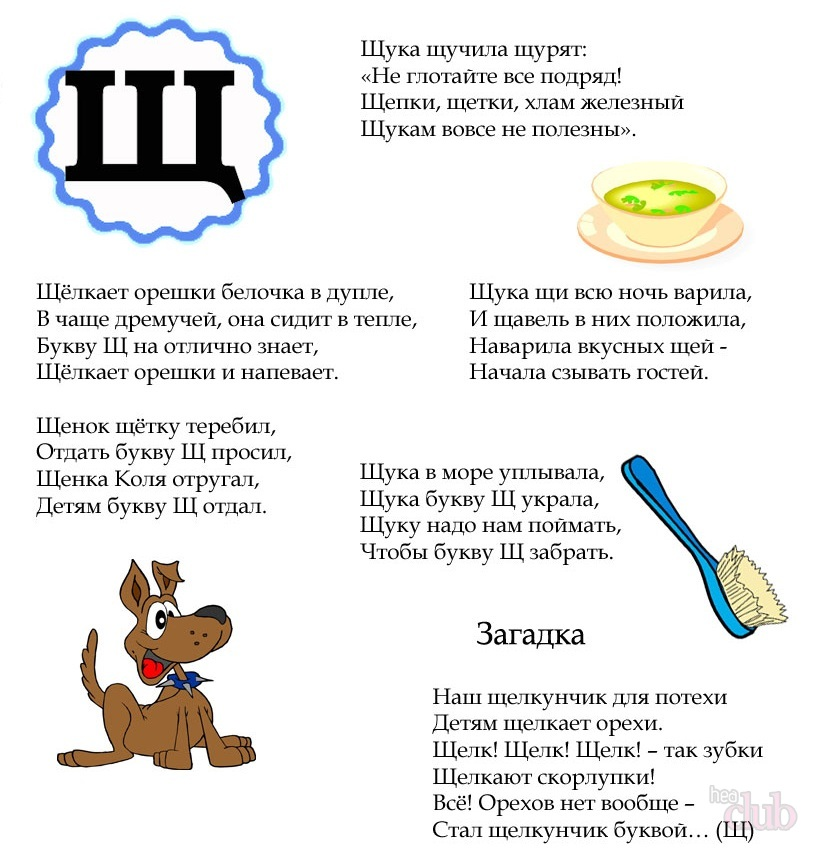 Щ
Щука щучила щурят:
«Не глотайте все подряд!
Щепки, щетки, хлам железный
Щукам вовсе не полезны».
Щёлкает орешки белочка в дупле,
В чаще дремучей, она сидит в тепле,
Букву Щ на отлично знает,
Щёлкает орешки и напевает.
Щука щи всю ночь варила,
И щавель в них положила,
Наварила вкусных щей -
Начала сзывать гостей.
Щенок щётку теребил,
Отдать букву Щ просил,
Щенка Коля отругал,
Детям букву Щ отдал.
Щука в море уплывала,
Щука букву Щ украла,
Щуку надо нам поймать,
Чтобы букву Щ забрать.
Загадка
Наш щелкунчик для потехи
Детям щелкает орехи.
Щелк! Щелк! Щелк! – так зубки
Щелкают скорлупки!
Всё! Орехов нет вообще –
Стал щелкунчик буквой… (Щ)
hea
club